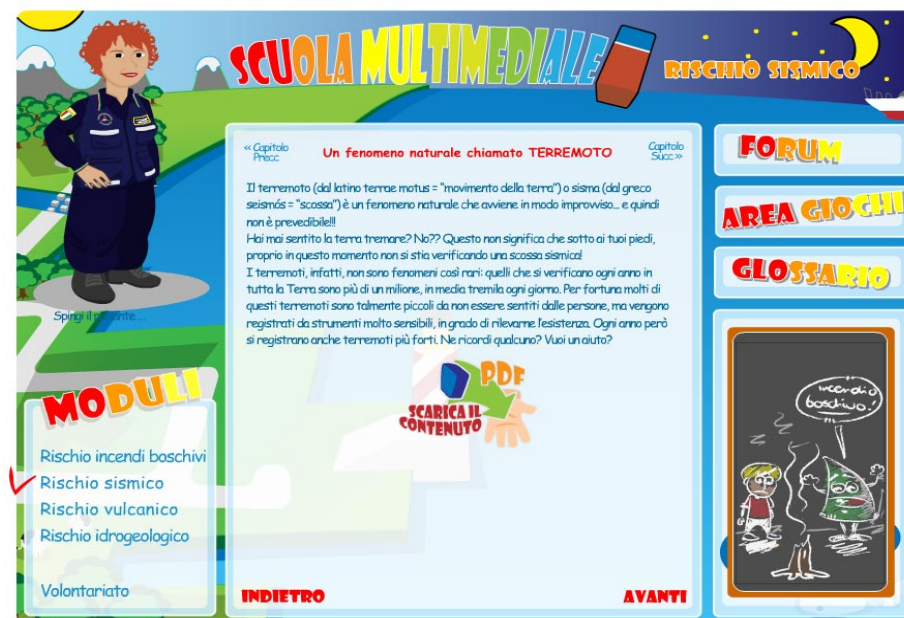 SCUOLA MULTIMEDIALE
RISCHIO SISMICO
« Capitolo
Precc
Un fenomeno naturale chiamato TERREMOTO
Capitolo
Succ »
Il terremoto (dal latino terrae motus = "movimento della terra") o sisma (dal greco
seismós = "scossa") è un fenomeno naturale che avviene in modo improvviso... e quindi
non è prevedibile!!!
Hai mai sentito la terra tremare? No?? Questo non significa che sotto ai tuoi piedi,
proprio in questo momento non si stia verificando una scossa sismica!
I terremoti, infatti, non sono fenomeni così rari: quelli che si verificano ogni anno in
tutta la Terra sono più di un milione, in media tremila ogni giorno. Per fortuna molti di
questi terremoti sono talmente piccoli da non essere sentiti dalle persone, ma vengono
registrati da strumenti molto sensibili, in grado di rilevarne l'esistenza. Ogni anno però
si registrano anche terremoti più forti. Ne ricordi qualcuno? Vuoi un aiuto?
PDF
SCARICA IL
CONTENUTO
INDIETRO
AVANTI
Spingi il
MODULI
Rischio incendi boschivi
Rischio sismico
Rischio vulcanico
Rischio idrogeologico
Volontariato
FORUM
AREA GIOCHI
GLOSSARIO
incendio
boschivo!